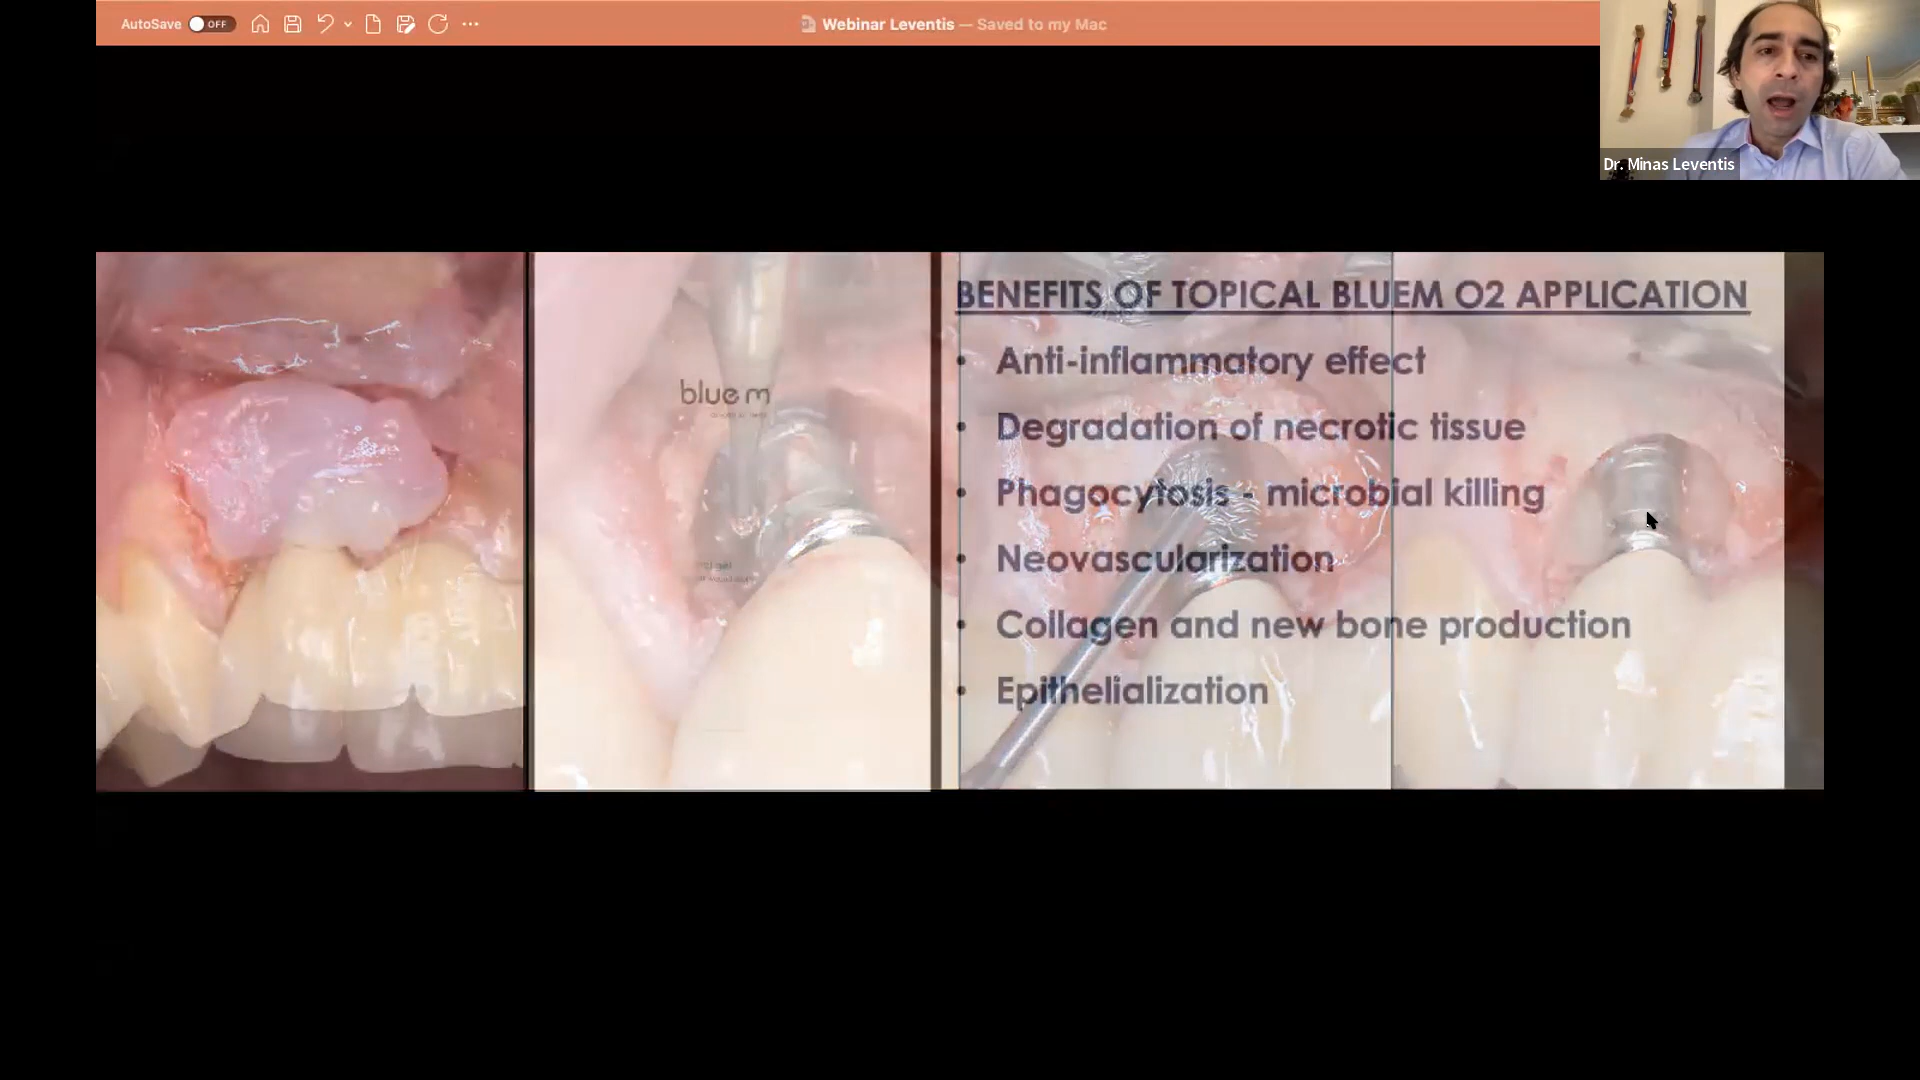 AutoSave OFF
Webinar Leventis — Saved to my Mac
Dr. Minas Leventis
blue m
BENEFITS OF TOPICAL BLUEM O2 APPLICATION
• Anti-inflammatory effect
• Degradation of necrotic tissue
• Phagocytosis - microbial killing
• Neovascularization
• Collagen and new bone production
• Epithelialization